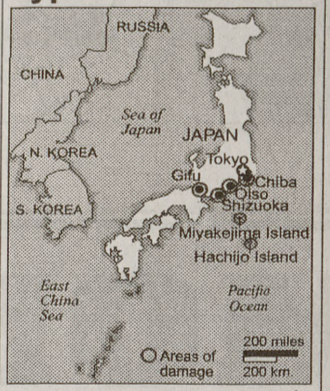 RUSSIA
CHINA
Sea of
Japan
JAPAN
N. KOREA
Tokyo
Gifu
Chiba
Oiso
S. KOREA
Shizuoka
Miyakejima Island
Hachijo Island
East
China
Sea
Pacific
Ocean
Areas of
damage
200 miles
200 km.